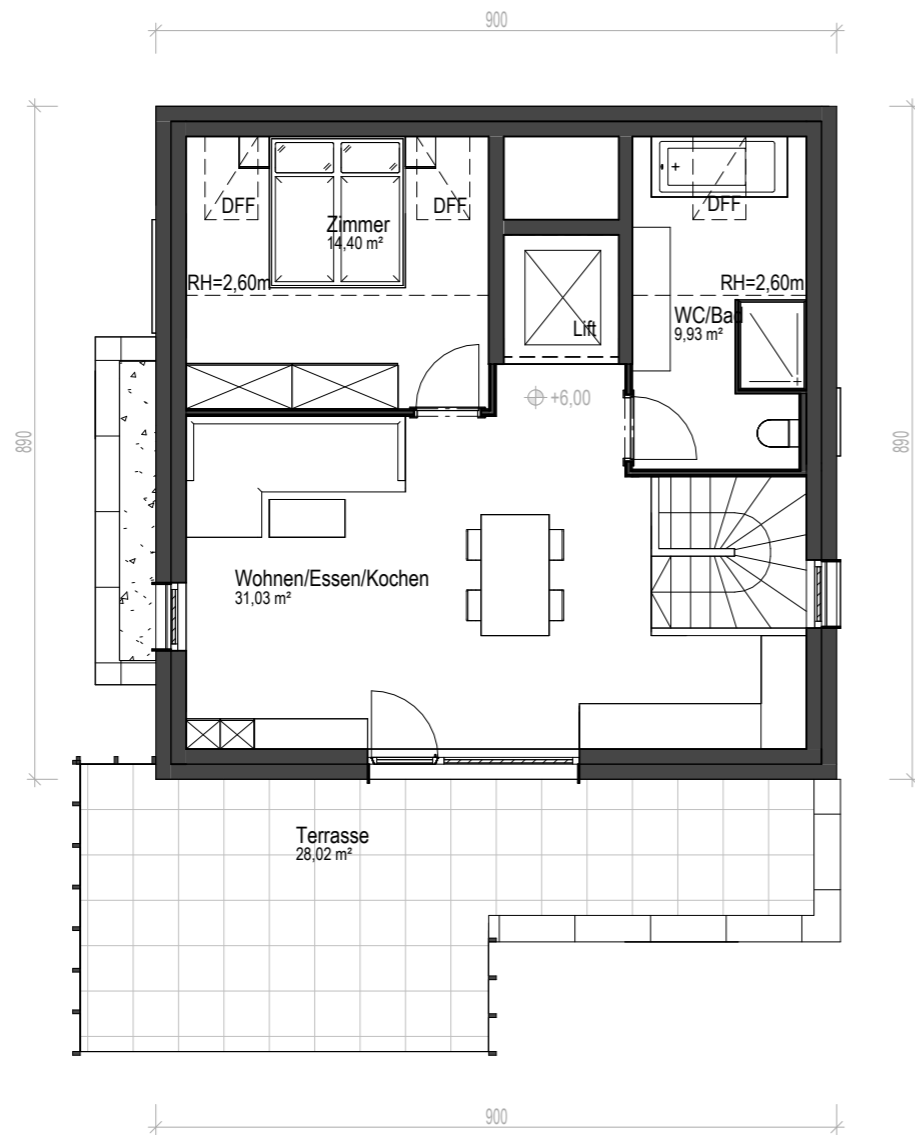 900
DFF
DFF
DFF
Zimmer
14,40 m²
RH=2,60m
RH=2,60m
WC/Bad
9,93 m²
Lift
+6,00
890
890
Wohnen/Essen/Kochen
31,03 m²
Terrasse
28,02 m²
900